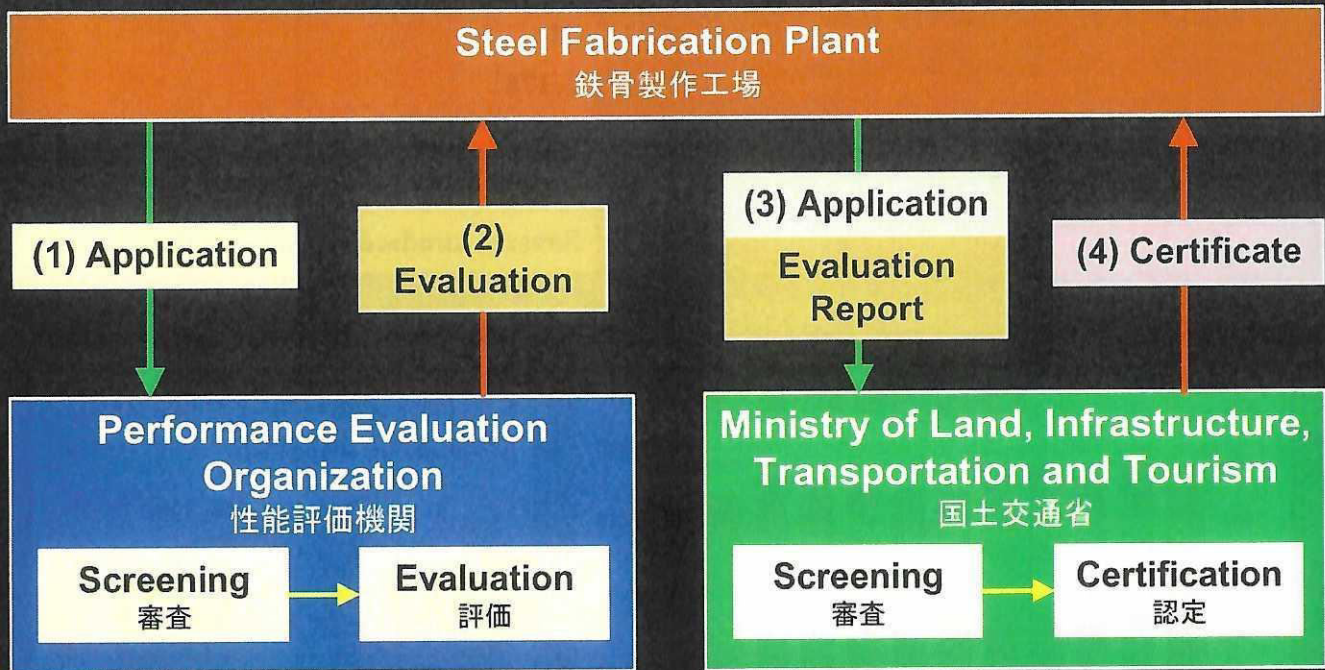 Steel Fabrication Plant
鉄骨製作工場
(1) Application
(2)
Evaluation
(3) Application
Evaluation
Report
(4) Certificate
Performance Evaluation
Organization
性能評価機関
Screening
審査
Evaluation
評価
Ministry of Land, Infrastructure,
Transportation and Tourism
国土交通省
Screening
審査
Certification
認定